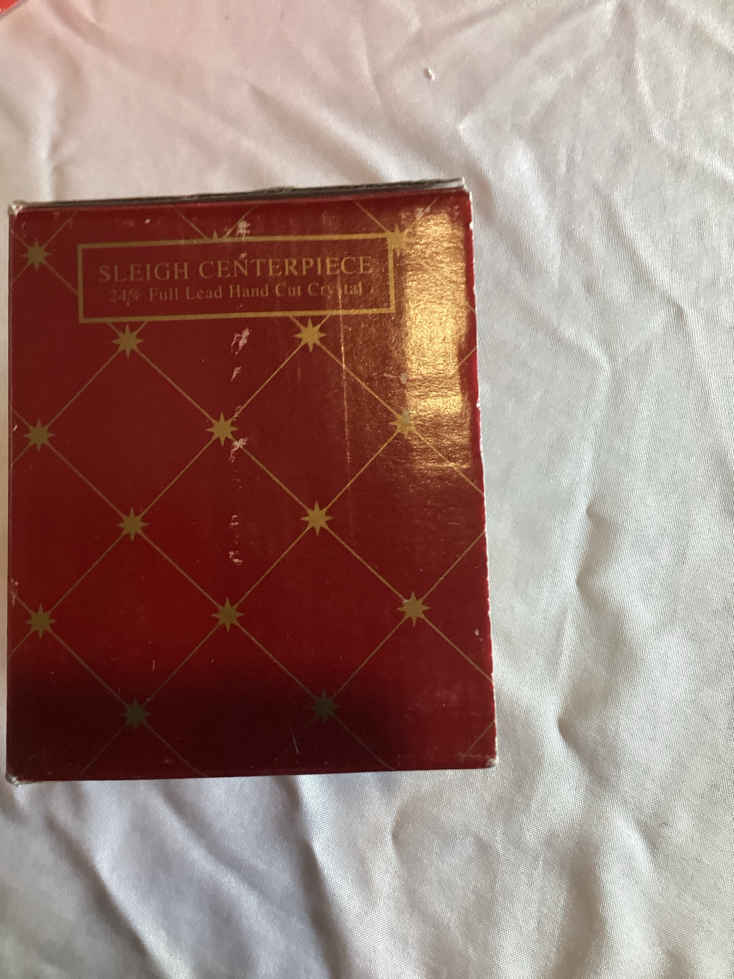 SLEIGH CENTERPIECE
24% Full Lead Hand Cut Crystal